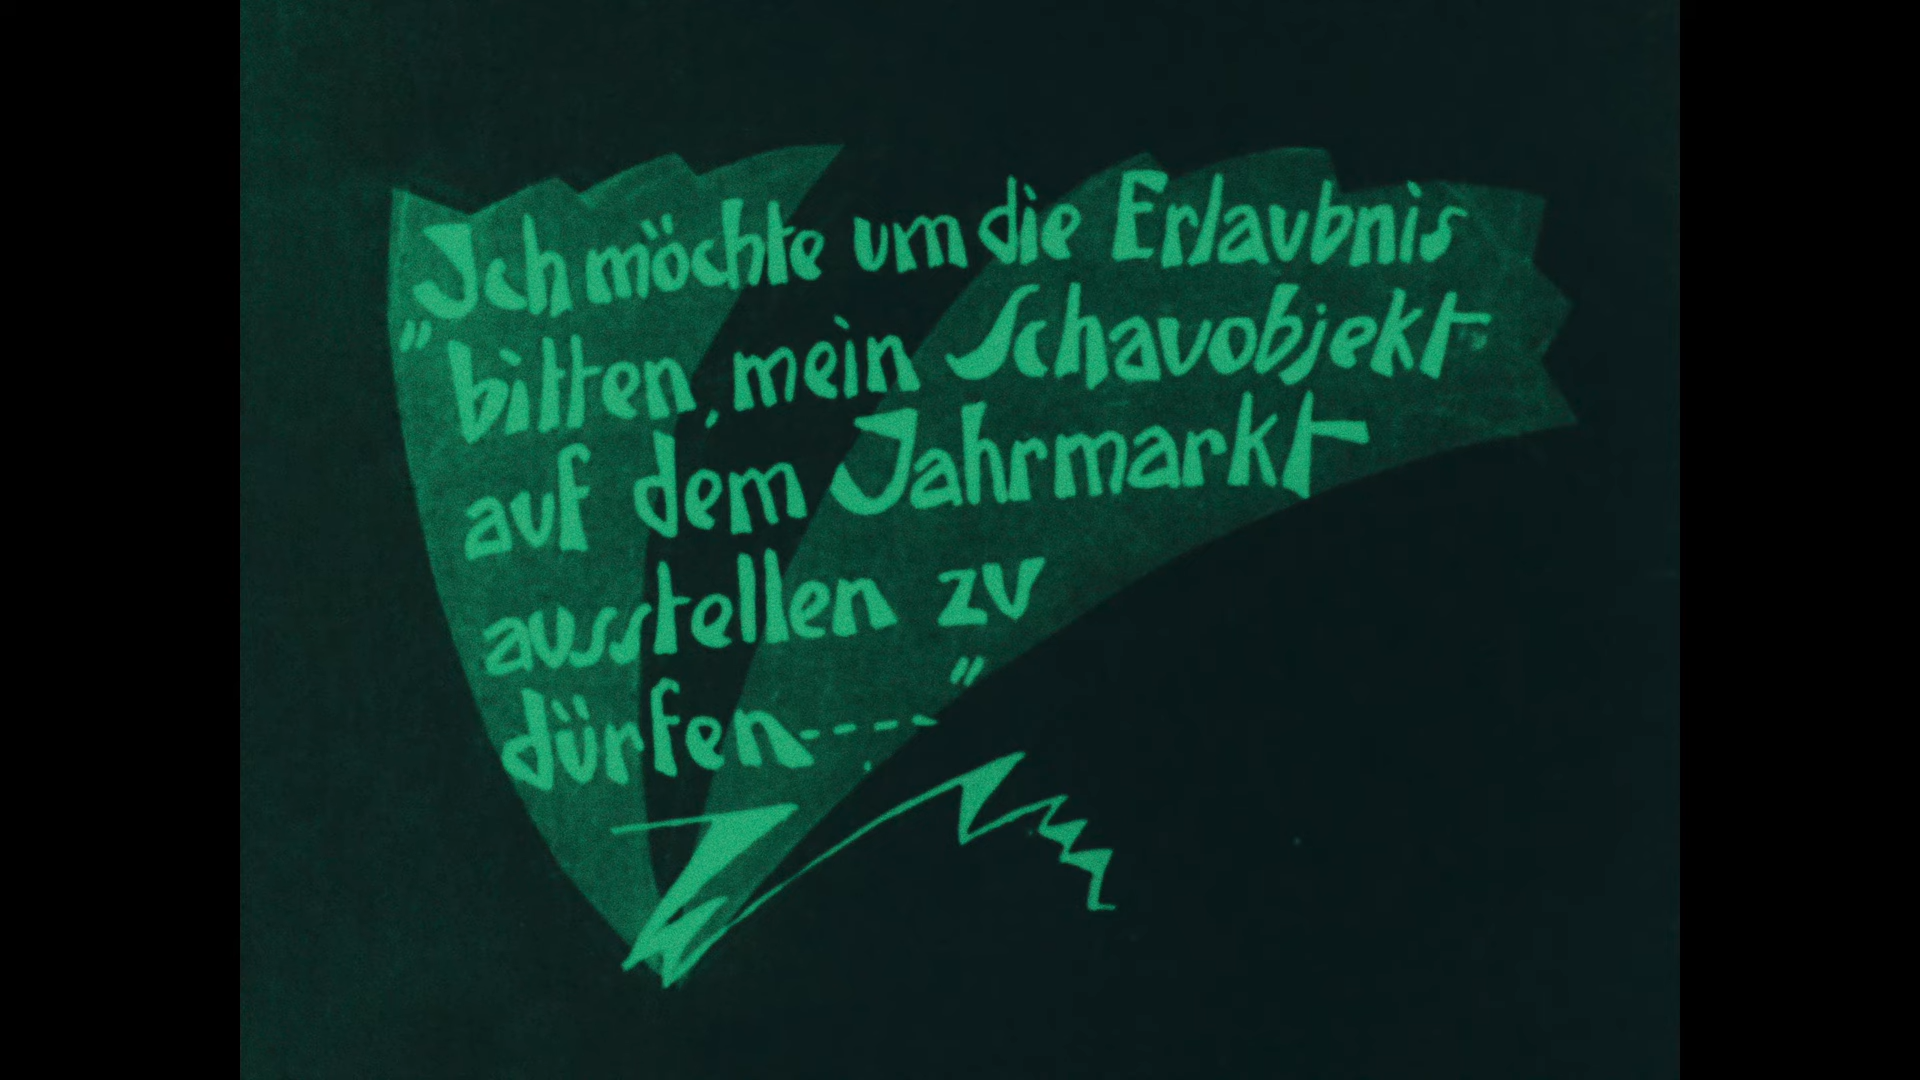 „Ich möchte um die Erlaubnis
bitten, mein Schauobjekt
auf dem Jahrmarkt
ausstellen zu
dürfen----"